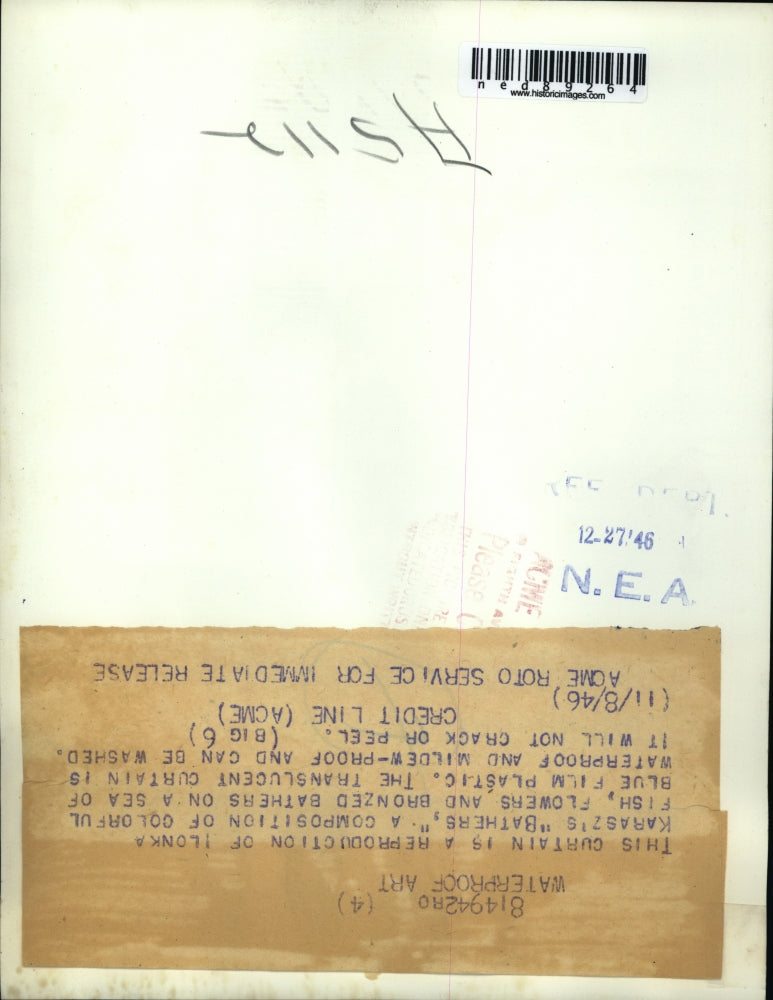 ned89264
www.historicimages.com
12-27-'46
N. E. A.
ACME
Please
814942RO (4)
WATERPROOF ART
THIS CURTAIN IS A REPRODUCTION OF ILONKA
KARASZ'S "BATHERS", A COMPOSITION OF COLORFUL
FISH, FLOWERS AND BRONZED BATHERS ON A SEA OF
BLUE FILM PLASTIC. THE TRANSLUCENT CURTAIN IS
WATERPROOF AND MILDEW-PROOF AND CAN BE WASHED.
IT WILL NOT CRACK OR PEEL. (BIG 6)
CREDIT LINE (ACME)
(11/8/46)
ACME ROTO SERVICE FOR IMMEDIATE RELEASE